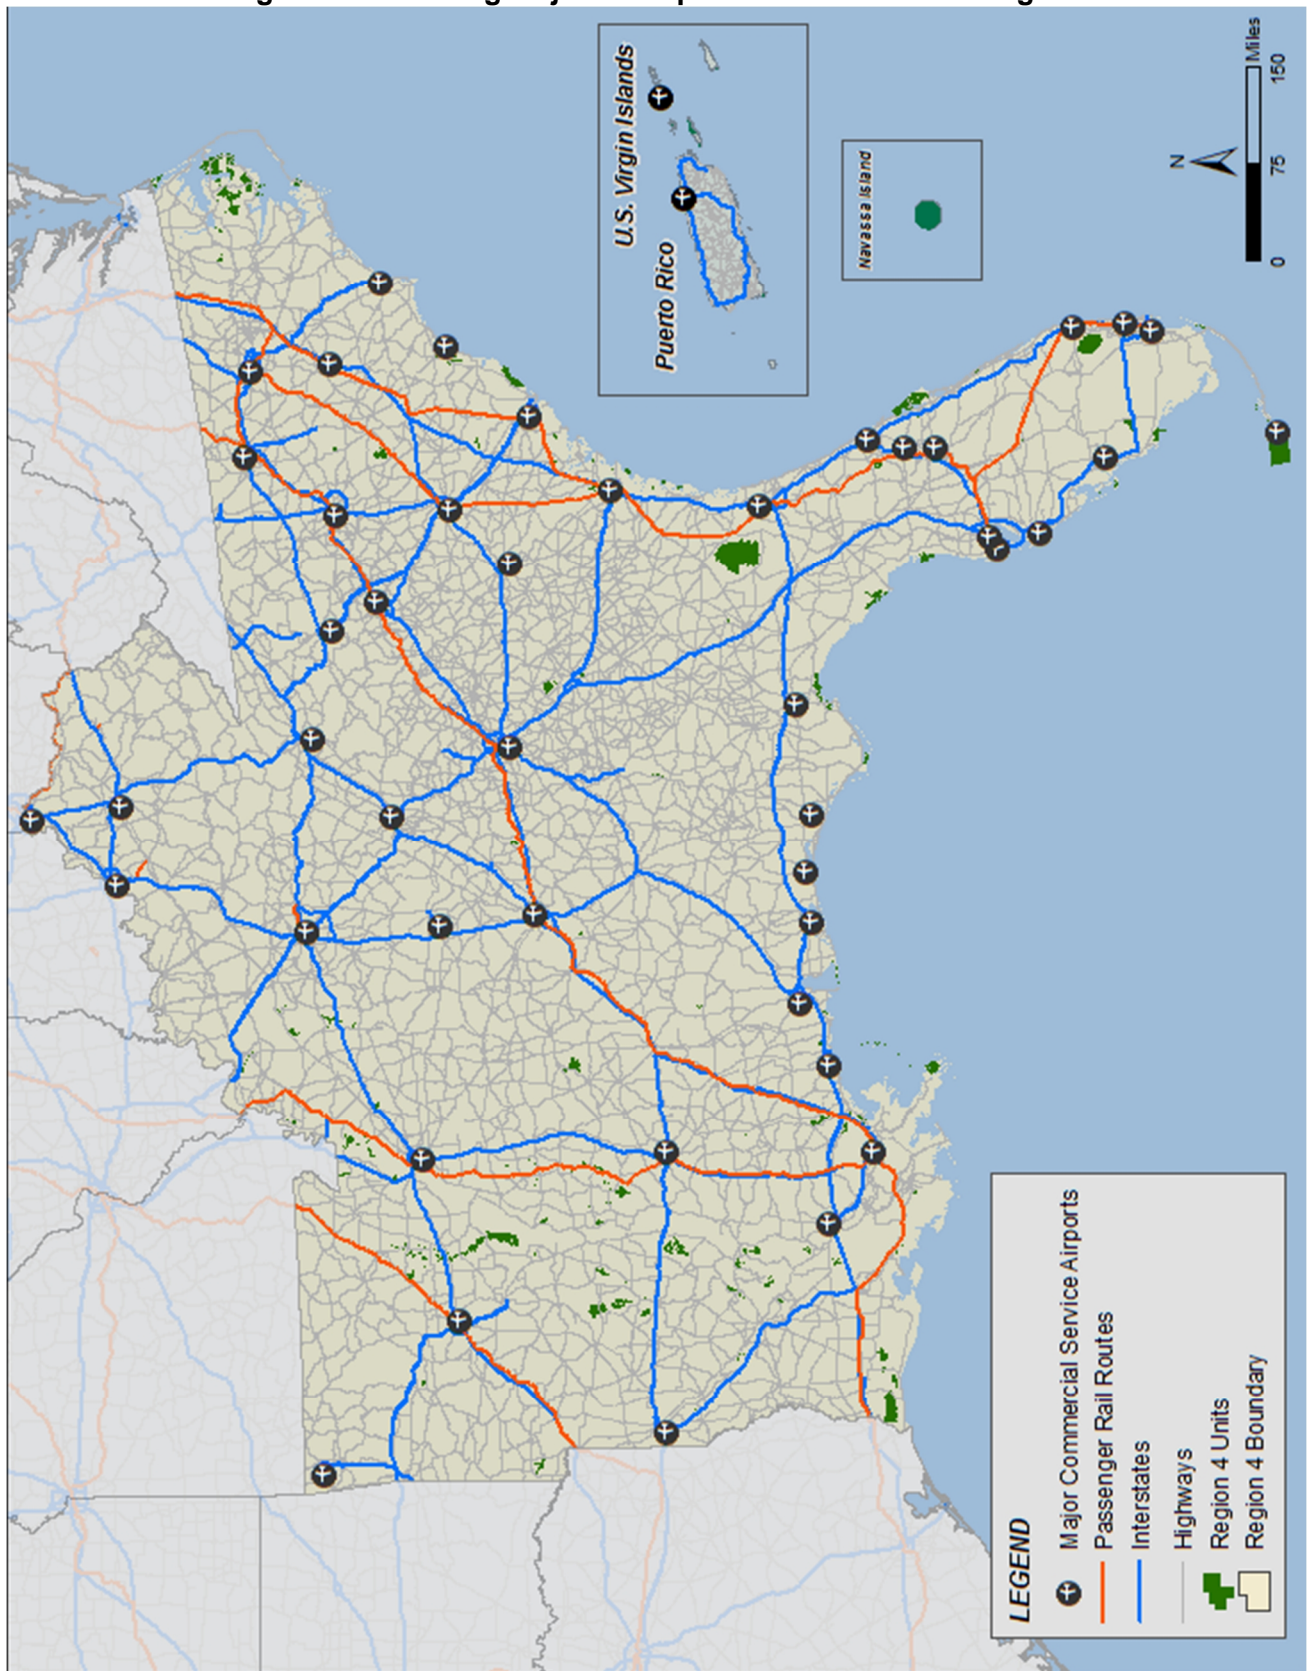 U.S. Virgin Islands
Puerto Rico
Navassa Island
LEGEND
Major Commercial Service Airports
Passenger Rail Routes
Interstates
Highways
Region 4 Units
Region 4 Boundary
N
Miles
0 75 150